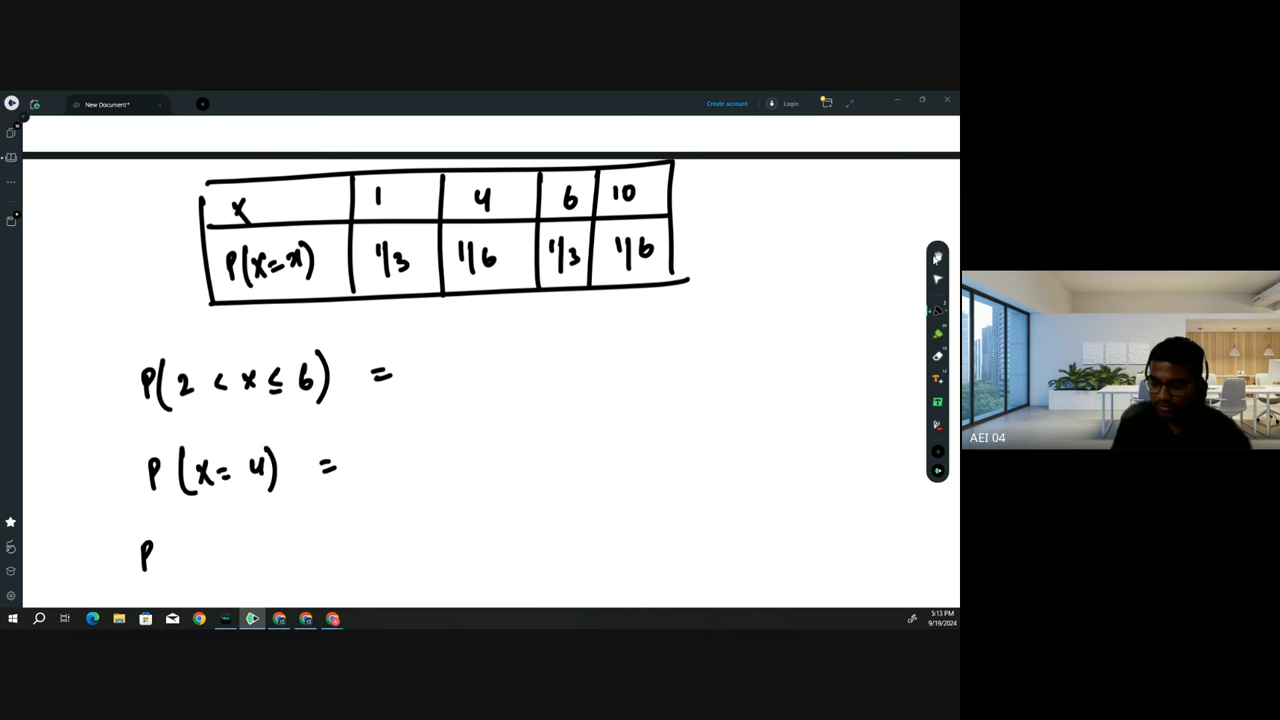 New Document*
Create account
Login
X 1 4 6 10
P(X=x) 1/3 1/6 1/3 1/6
P(2 < x ≤ 6) =
P(X= 4) =
P
AEI 04
5:13 PM
9/19/2024